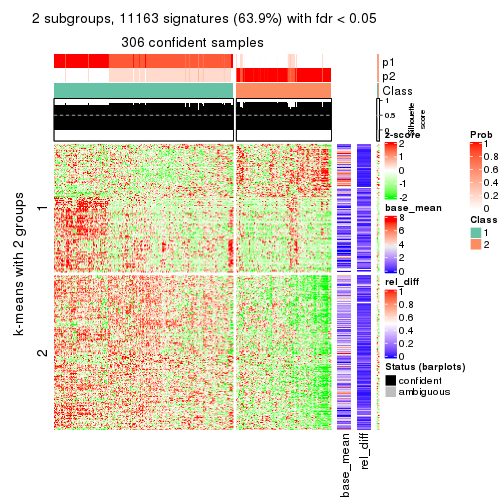 2 subgroups, 11163 signatures (63.9%) with fdr < 0.05
306 confident samples
p1
p2
Class
1
0.5
0
Silhouette
score
k-means with 2 groups
1
2
base_mean
rel_diff
z-score
2
1
0
-1
-2
base_mean
8
6
4
2
0
rel_diff
1
0.8
0.6
0.4
0.2
0
Status (barplots)
confident
ambiguous
Prob
1
0.8
0.6
0.4
0.2
0
Class
1
2